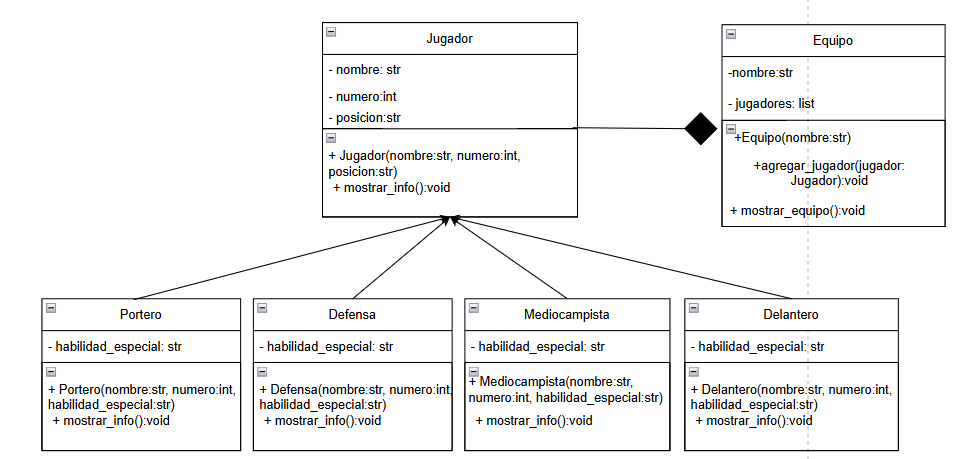 Jugador
- nombre: str
- numero:int
- posicion:str
+ Jugador(nombre:str, numero:int,
posicion:str)
+ mostrar_info():void
Equipo
-nombre:str
- jugadores: list
+Equipo(nombre:str)
+agregar_jugador(jugador:
Jugador):void
+ mostrar_equipo():void
Portero
- habilidad_especial: str
+ Portero(nombre:str, numero:int,
habilidad_especial:str)
+ mostrar_info():void
Defensa
- habilidad_especial: str
+ Defensa(nombre:str, numero:int,
habilidad_especial:str)
+ mostrar_info():void
Mediocampista
- habilidad_especial: str
+ Mediocampista(nombre:str,
numero:int, habilidad_especial:str)
+ mostrar_info():void
Delantero
- habilidad_especial: str
+ Delantero(nombre:str, numero:int,
habilidad_especial:str)
+ mostrar_info():void